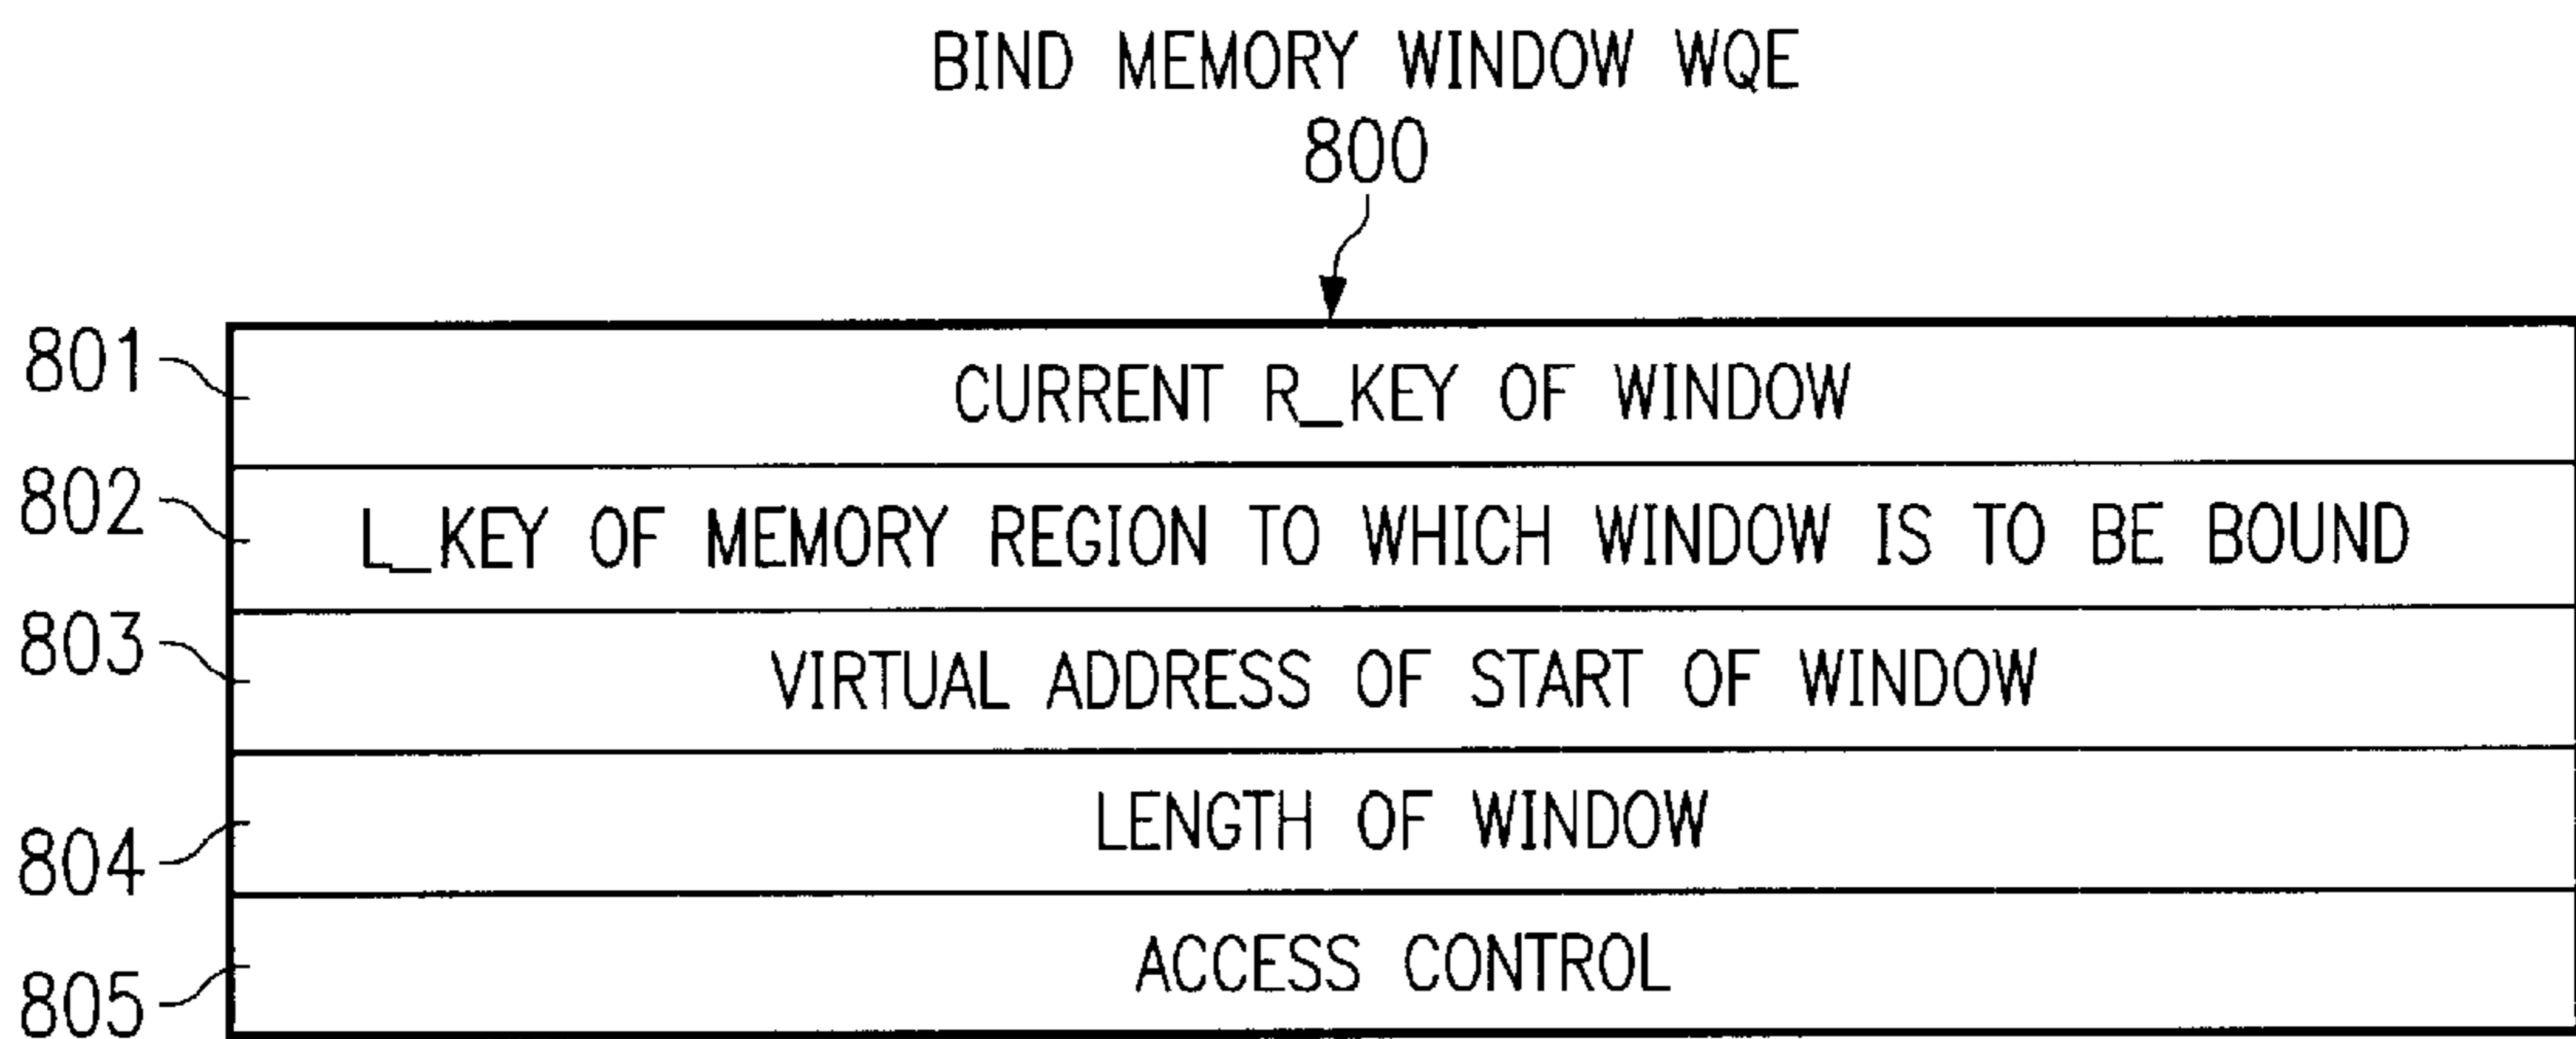 BIND MEMORY WINDOW WQE
800
801 CURRENT R_KEY OF WINDOW
802 L_KEY OF MEMORY REGION TO WHICH WINDOW IS TO BE BOUND
803 VIRTUAL ADDRESS OF START OF WINDOW
804 LENGTH OF WINDOW
805 ACCESS CONTROL